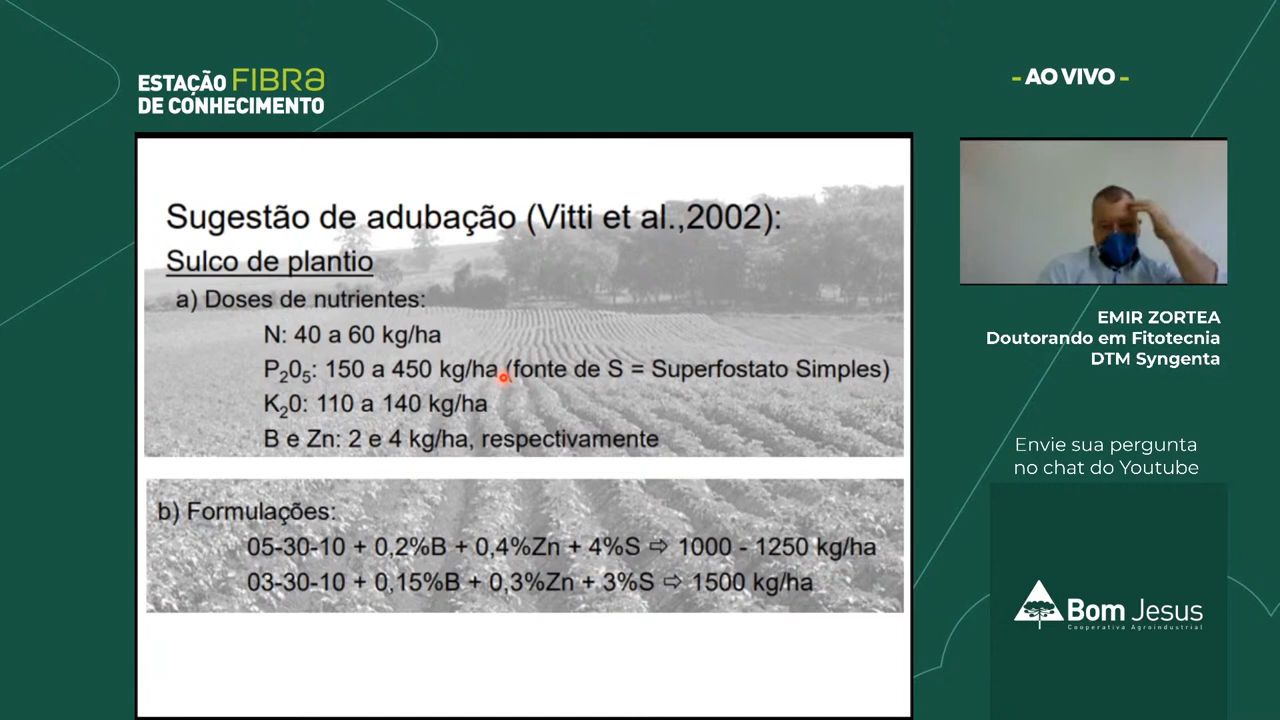 ESTAÇÃO FIBRA
DE CONHECIMENTO
- AO VIVO -
Sugestão de adubação (Vitti et al.,2002):
Sulco de plantio
a) Doses de nutrientes:
N: 40 a 60 kg/ha
P₂0₅: 150 a 450 kg/ha (fonte de S = Superfostato Simples)
K₂0: 110 a 140 kg/ha
B e Zn: 2 e 4 kg/ha, respectivamente
b) Formulações:
05-30-10 + 0,2%B + 0,4%Zn + 4%S ⇨ 1000 - 1250 kg/ha
03-30-10 + 0,15%B + 0,3%Zn + 3%S ⇨ 1500 kg/ha
EMIR ZORTEA
Doutorando em Fitotecnia
DTM Syngenta
Envie sua pergunta
no chat do Youtube
Bom Jesus
Cooperativa Agroindustrial